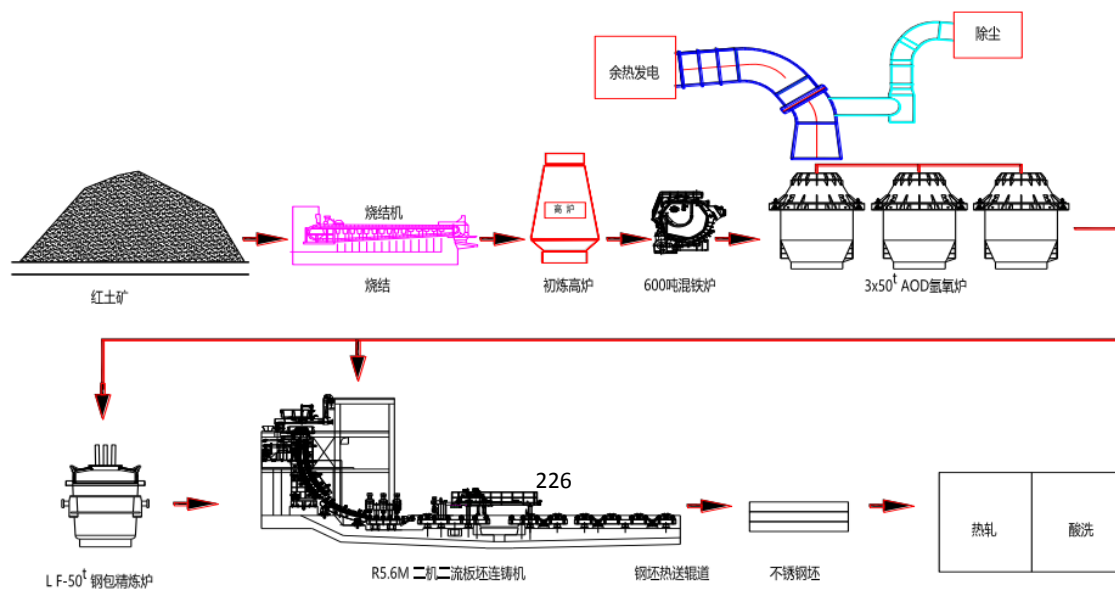 除尘
余热发电
烧结机
高 炉
红土矿
烧结
初炼高炉
600吨混铁炉
3x50t AOD氩氧炉
226
L F-50t 钢包精炼炉
R5.6M 二机二流板坯连铸机
钢坯热送辊道
不锈钢坯
热轧
酸洗